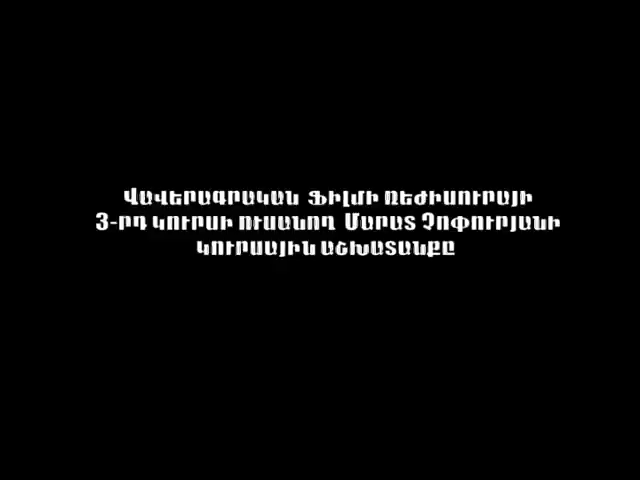 Վավերագրական Ֆիլմի ռեժիսուրայի
3-րդ կուրսի ուսանող Մարատ Չոփուրյանի
կուրսային աշխատանքը